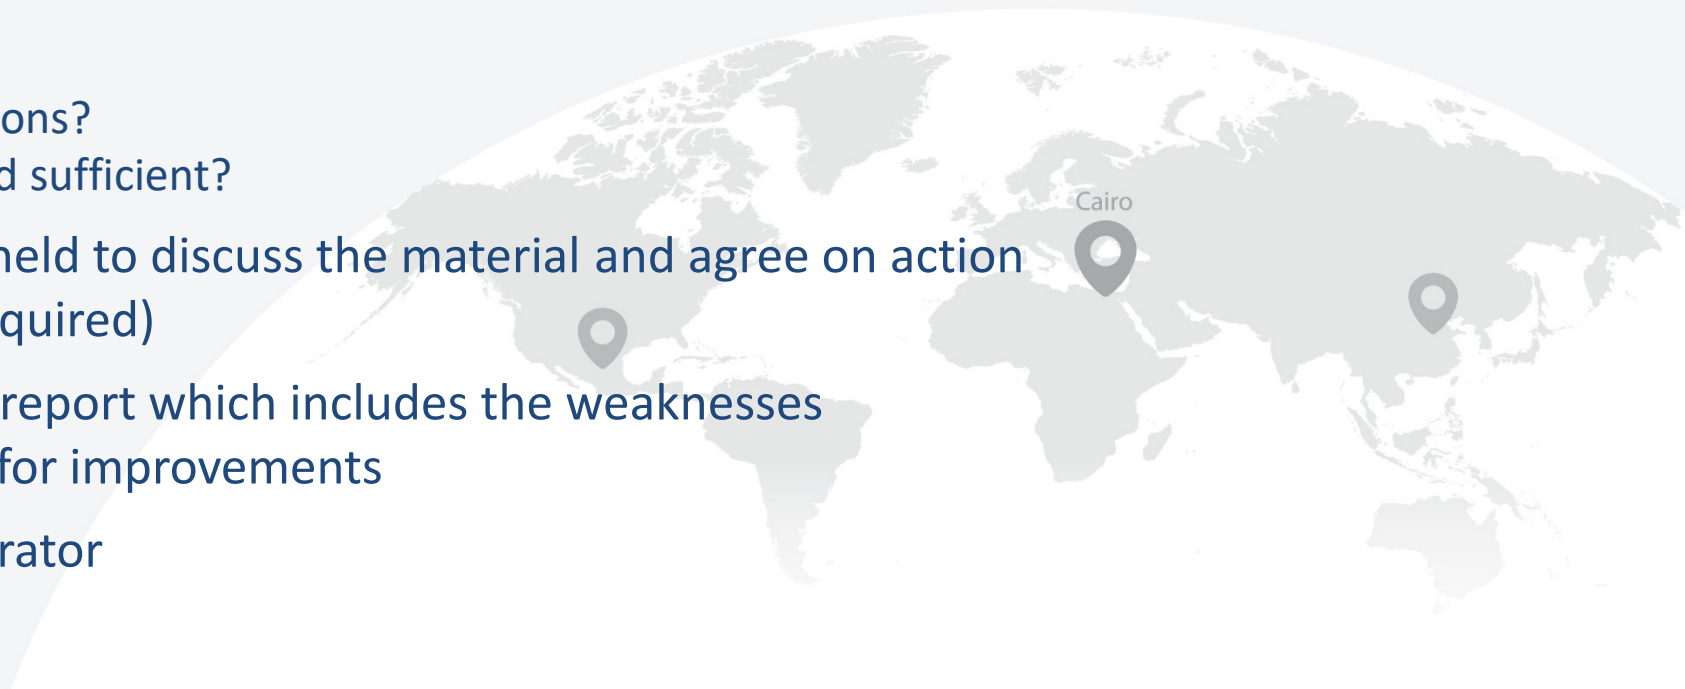 ons?
d sufficient?
Cairo
held to discuss the material and agree on action
quired)
report which includes the weaknesses
for improvements
rator